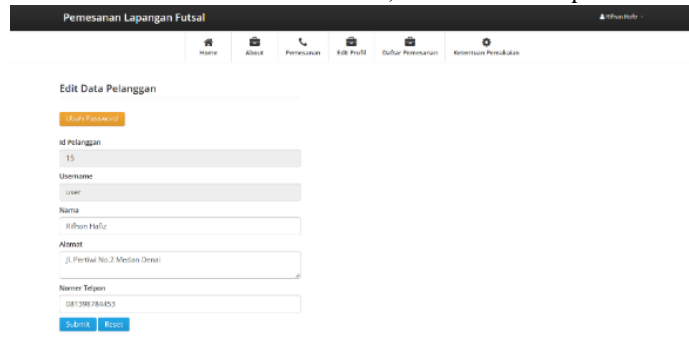 Pemesanan Lapangan Futsal
Rifhan Hafiz
Home About Pemesanan Edit Profil Daftar Pemesanan Ketentuan Pemakaian
Edit Data Pelanggan
Ubah Password
Id Pelanggan
15
Username
user
Nama
Rifhan Hafiz
Alamat
Jl. Pertiwi No.2 Medan Denai
Nomer Telpon
081398784453
Submit Reset